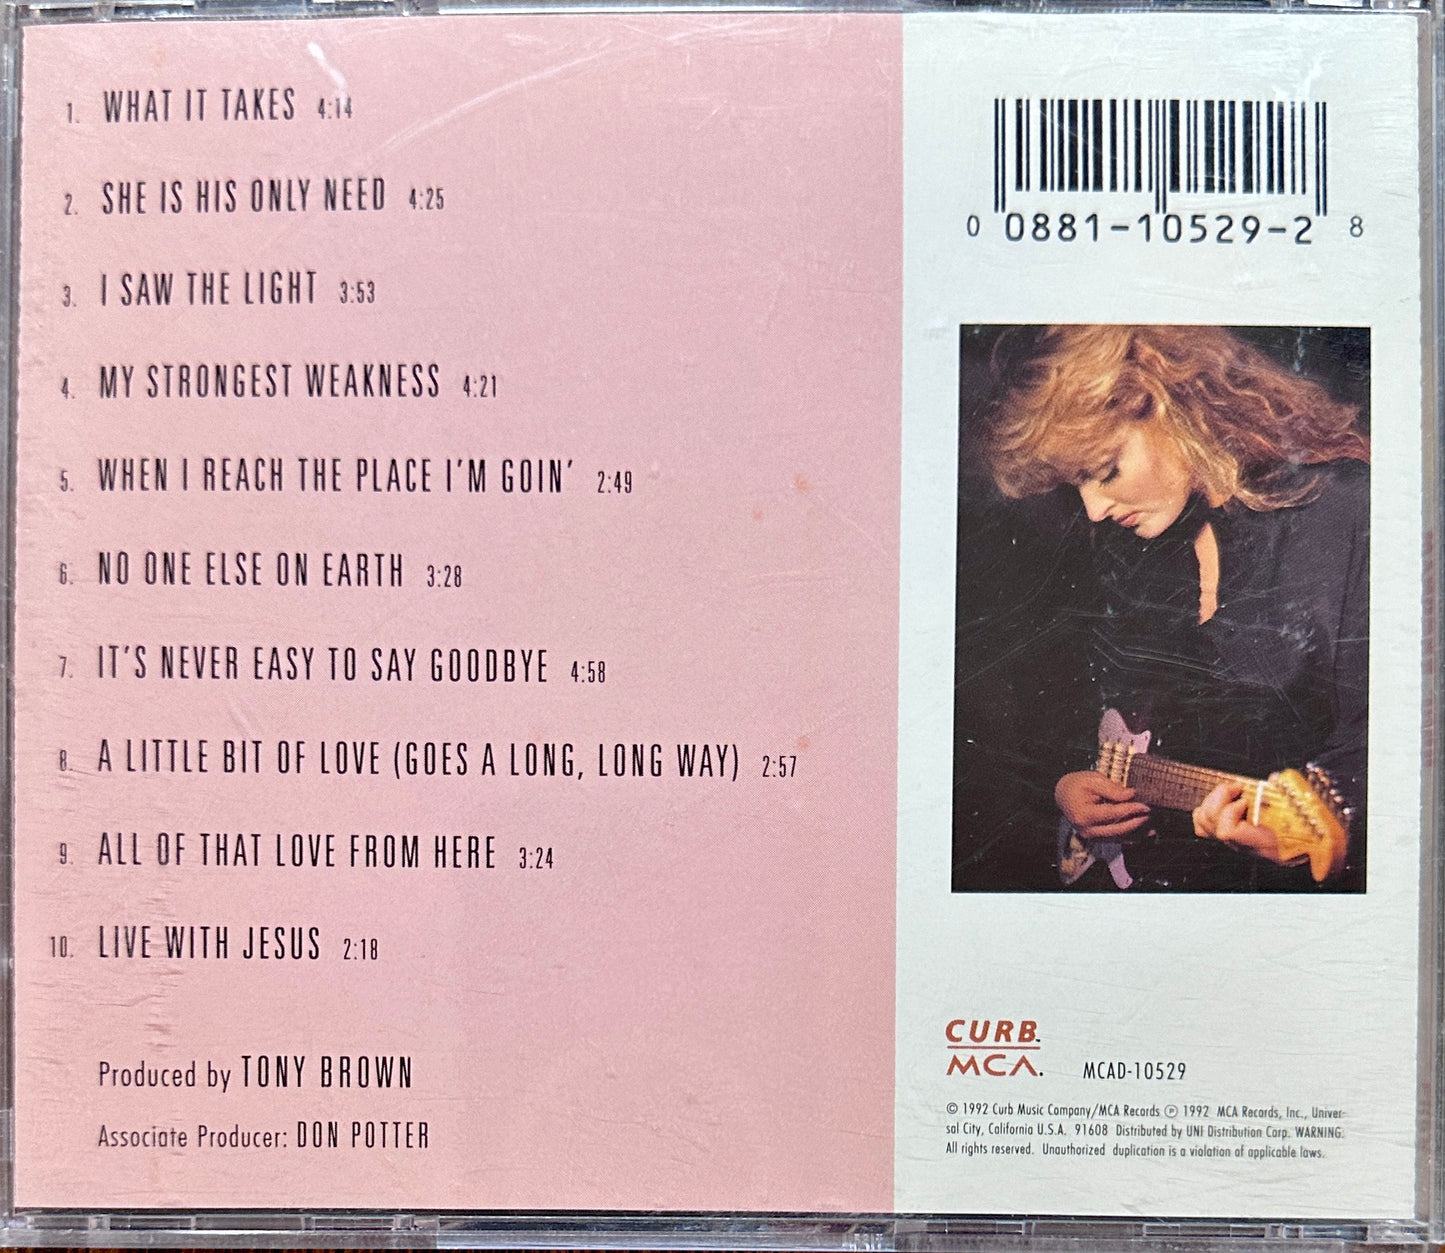 1. WHAT IT TAKES 4:14
2. SHE IS HIS ONLY NEED 4:25
3. I SAW THE LIGHT 3:53
4. MY STRONGEST WEAKNESS 4:21
5. WHEN I REACH THE PLACE I'M GOIN' 2:49
6. NO ONE ELSE ON EARTH 3:28
7. IT'S NEVER EASY TO SAY GOODBYE 4:58
8. A LITTLE BIT OF LOVE (GOES A LONG, LONG WAY) 2:57
9. ALL OF THAT LOVE FROM HERE 3:24
10. LIVE WITH JESUS 2:18
Produced by TONY BROWN
Associate Producer: DON POTTER
0 0881-10529-2 8
CURB™
MCA. MCAD-10529
© 1992 Curb Music Company/MCA Records ℗ 1992 MCA Records, Inc., Univer-
sal City, California U.S.A. 91608 Distributed by UNI Distribution Corp. WARNING:
All rights reserved. Unauthorized duplication is a violation of applicable laws.